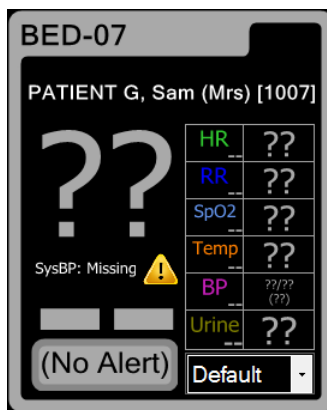 BED-07
PATIENT G, Sam (Mrs) [1007]
??
SysBP: Missing
HR -- ??
RR -- ??
SpO2 -- ??
Temp -- ??
BP -- ??/?? (??)
Urine -- ??
-- 
(No Alert)
Default